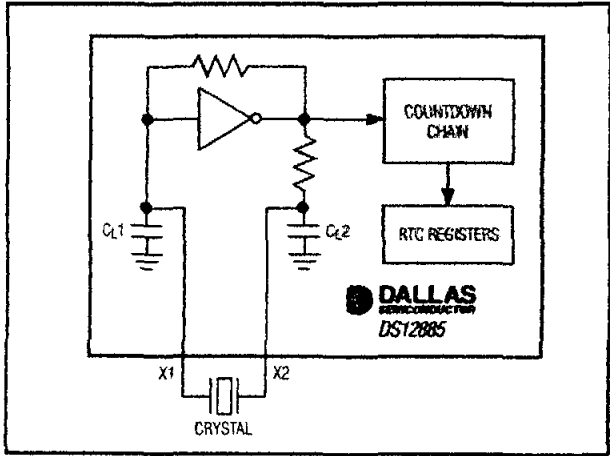 COUNTDOWN
CHAIN
CL1
CL2
RTC REGISTERS
DALLAS
SEMICONDUCTOR
DS12885
X1
X2
CRYSTAL